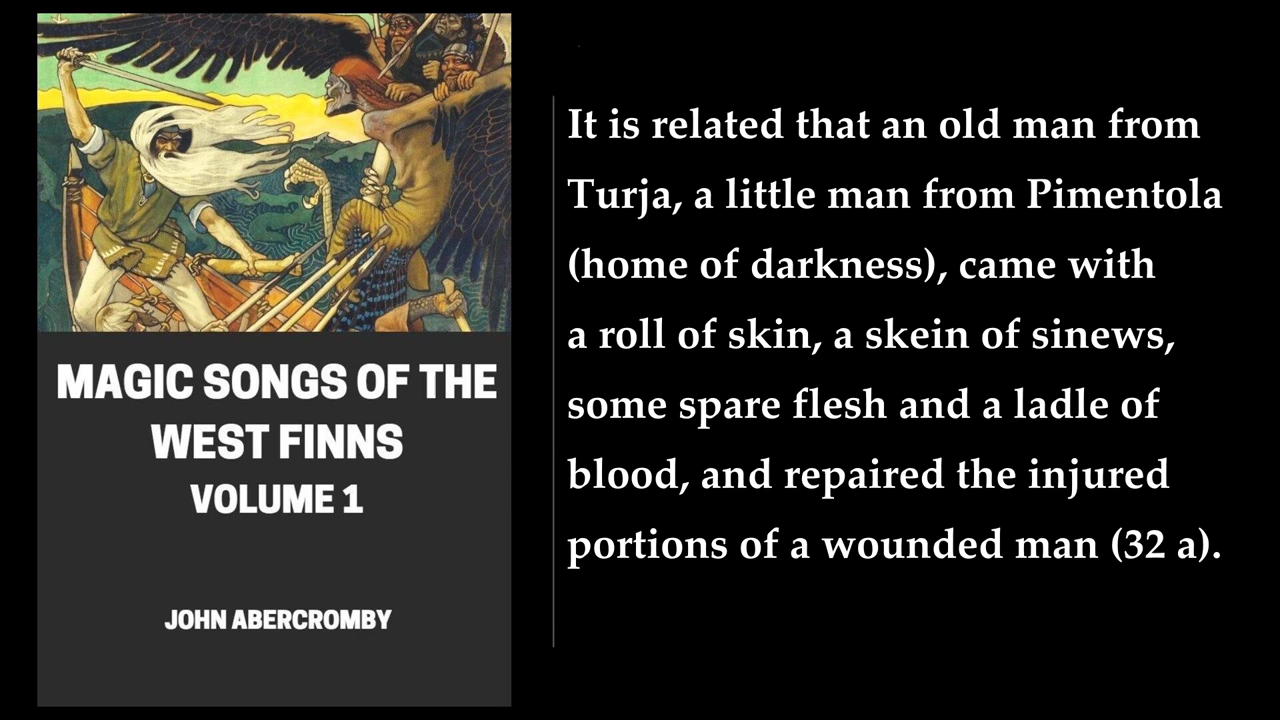 MAGIC SONGS OF THE
WEST FINNS
VOLUME 1
JOHN ABERCROMBY
It is related that an old man from
Turja, a little man from Pimentola
(home of darkness), came with
a roll of skin, a skein of sinews,
some spare flesh and a ladle of
blood, and repaired the injured
portions of a wounded man (32 a).